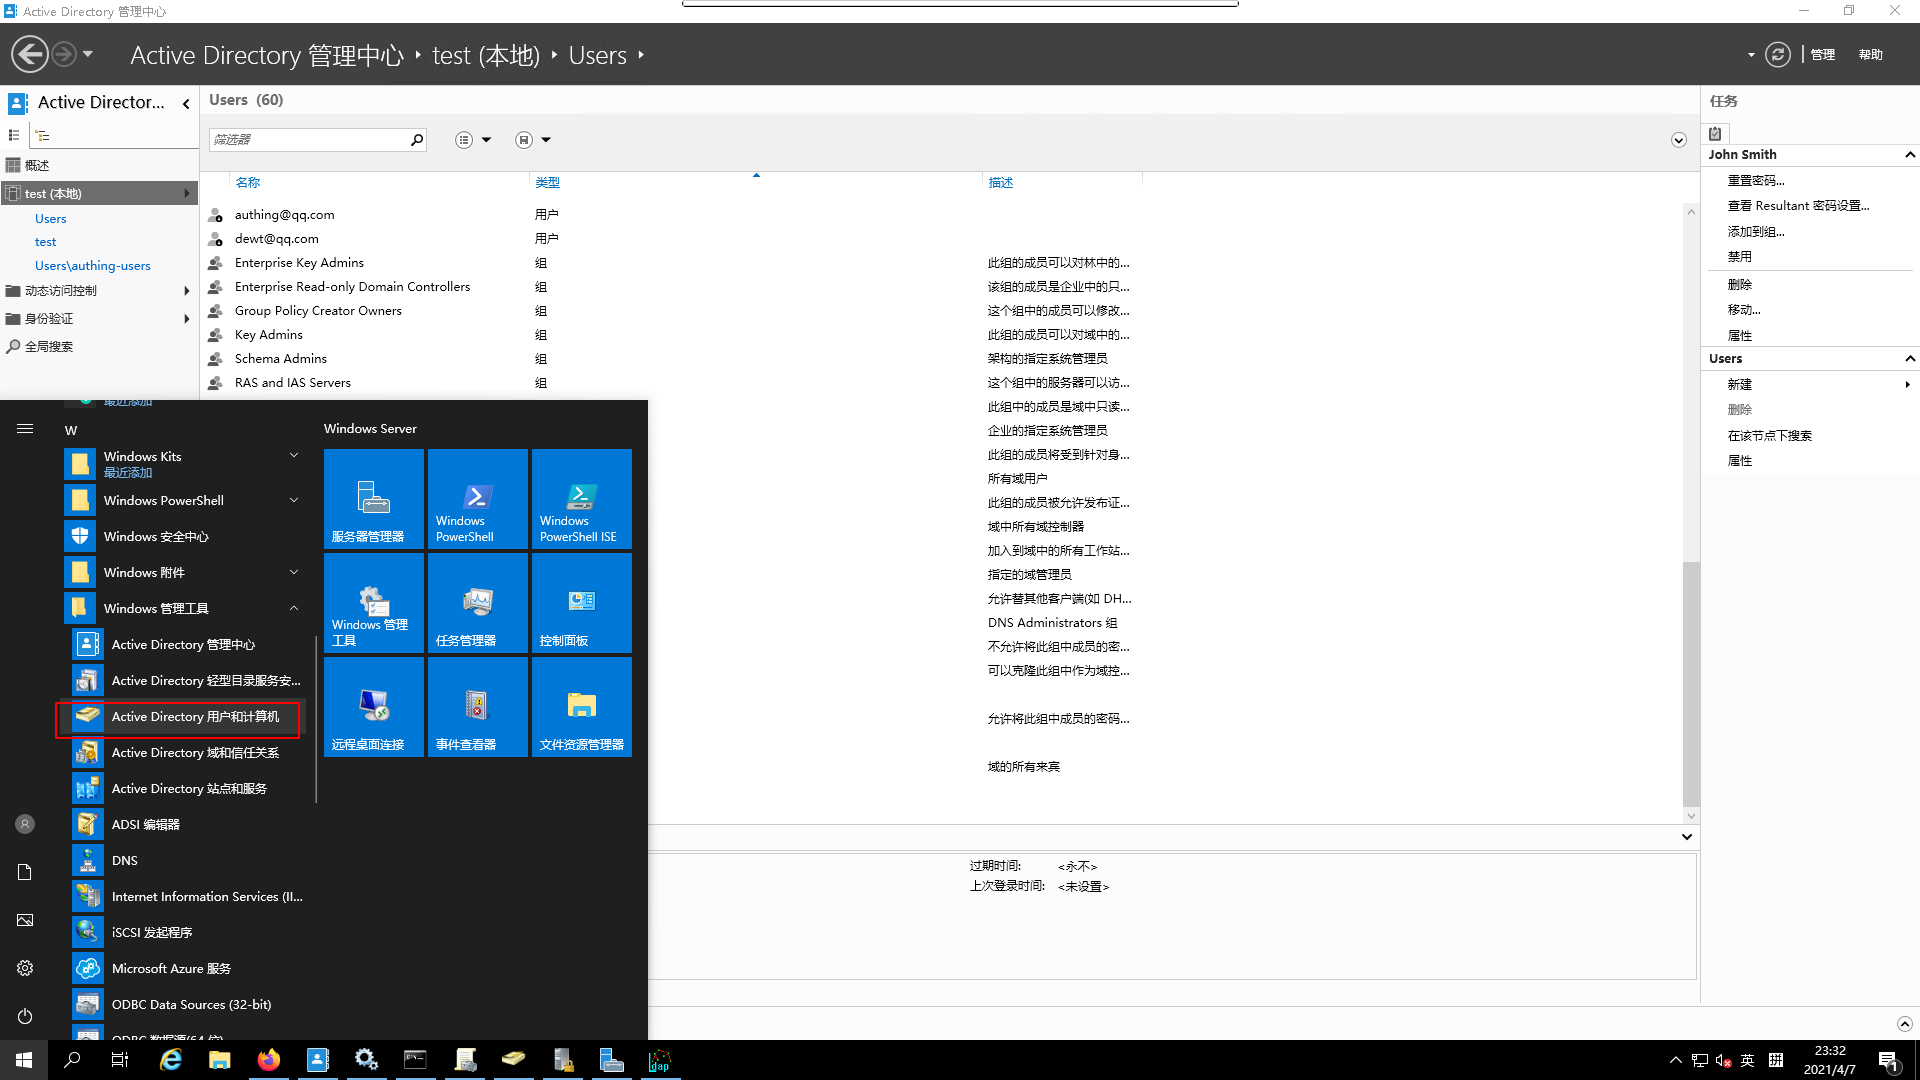 Active Directory 管理中心
Active Directory 管理中心 test (本地) Users
管理 帮助
Active Director...
概述
test (本地)
Users
test
Users\authing-users
动态访问控制
身份验证
全局搜索
Users (60)
筛选器
名称 类型 描述
authing@qq.com 用户
dewt@qq.com 用户
Enterprise Key Admins 组 此组的成员可以对林中的...
Enterprise Read-only Domain Controllers 组 该组的成员是企业中的只...
Group Policy Creator Owners 组 这个组中的成员可以修改...
Key Admins 组 此组的成员可以对域中的...
Schema Admins 组 架构的指定系统管理员
RAS and IAS Servers 组 这个组中的服务器可以访...
此组中的成员是域中只读...
企业的指定系统管理员
此组的成员将受到针对身...
所有域用户
此组的成员被允许发布证...
域中所有域控制器
加入到域中的所有工作站...
指定的域管理员
允许替其他客户端(如 DH...
DNS Administrators 组
不允许将此组中成员的密...
可以克隆此组中作为域控...
允许将此组中成员的密码...
域的所有来宾
过期时间: <永不>
上次登录时间: <未设置>
任务
John Smith
重置密码...
查看 Resultant 密码设置...
添加到组...
禁用
删除
移动...
属性
Users
新建
删除
在该节点下搜索
属性
最近添加
W
Windows Kits
最近添加
Windows PowerShell
Windows 安全中心
Windows 附件
Windows 管理工具
Active Directory 管理中心
Active Directory 轻型目录服务安...
Active Directory 用户和计算机
Active Directory 域和信任关系
Active Directory 站点和服务
ADSI 编辑器
DNS
Internet Information Services (II...
iSCSI 发起程序
Microsoft Azure 服务
ODBC Data Sources (32-bit)
ODBC 数据源(64 位)
Windows Server
服务器管理器
Windows PowerShell
Windows PowerShell ISE
Windows 管理工具
任务管理器
控制面板
远程桌面连接
事件查看器
文件资源管理器
ldap
英
拼
23:32
2021/4/7
1